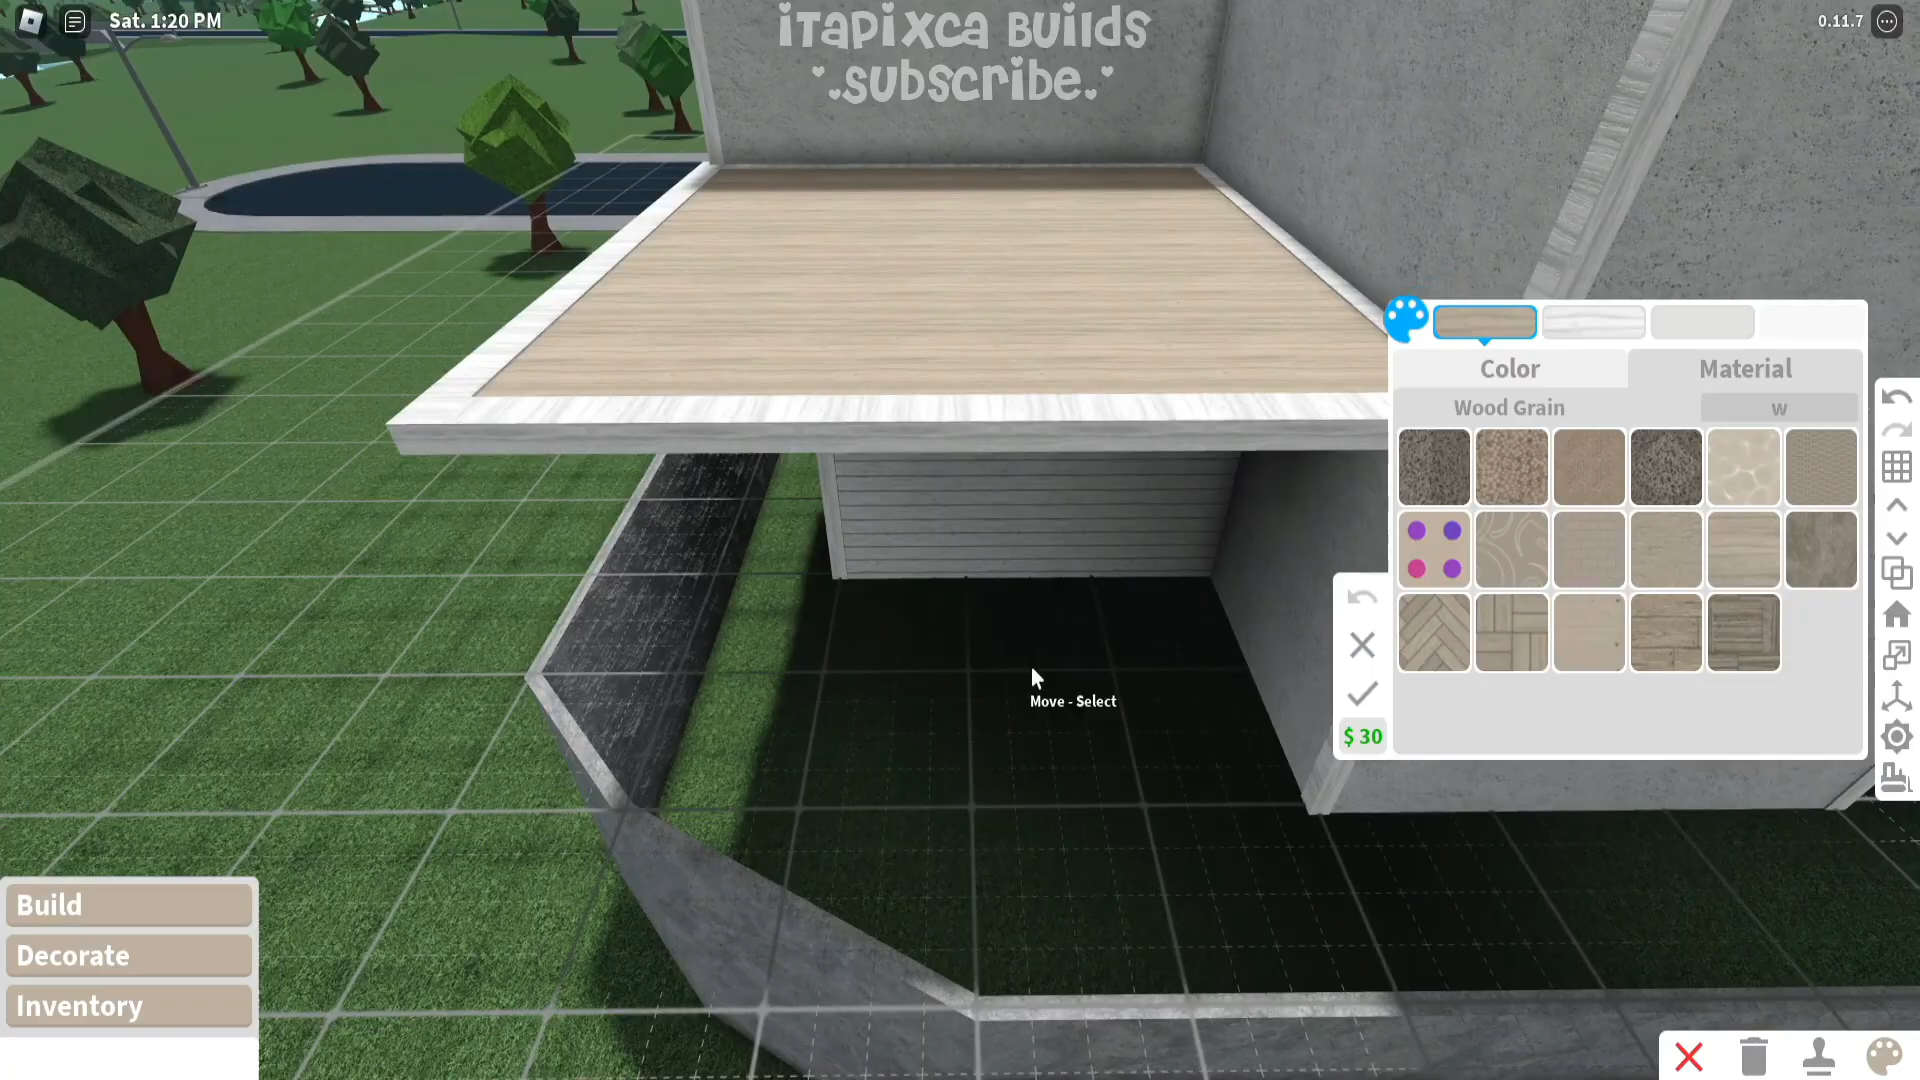 Sat. 1:20 PM
0.11.7
iTapixca Builds
.subscribe.
Color
Material
Wood Grain
w
Move - Select
$ 30
Build
Decorate
Inventory